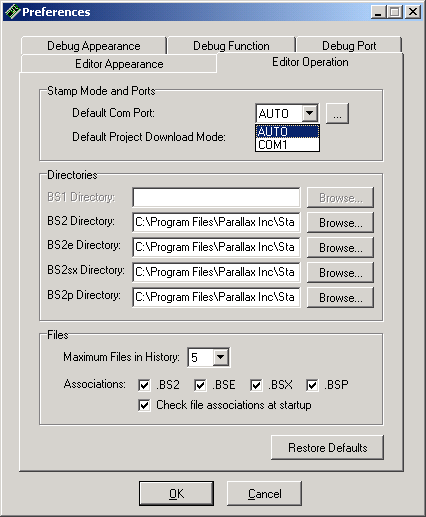 Preferences
Debug Appearance Debug Function Debug Port
Editor Appearance Editor Operation
Stamp Mode and Ports
Default Com Port: AUTO ...
AUTO
Default Project Download Mode: COM1
Directories
BS1 Directory: Browse...
BS2 Directory: C:\Program Files\Parallax Inc\Sta Browse...
BS2e Directory: C:\Program Files\Parallax Inc\Sta Browse...
BS2sx Directory: C:\Program Files\Parallax Inc\Sta Browse...
BS2p Directory: C:\Program Files\Parallax Inc\Sta Browse...
Files
Maximum Files in History: 5
Associations: .BS2 .BSE .BSX .BSP
Check file associations at startup
Restore Defaults
OK Cancel